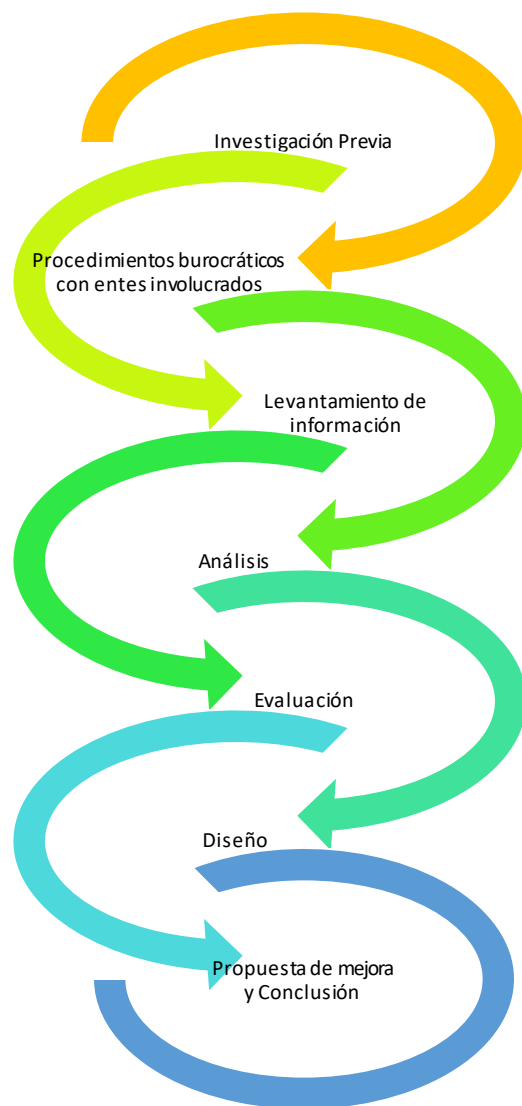 Investigación Previa
Procedimientos burocráticos
con entes involucrados
Levantamiento de
información
Análisis
Evaluación
Diseño
Propuesta de mejora
y Conclusión